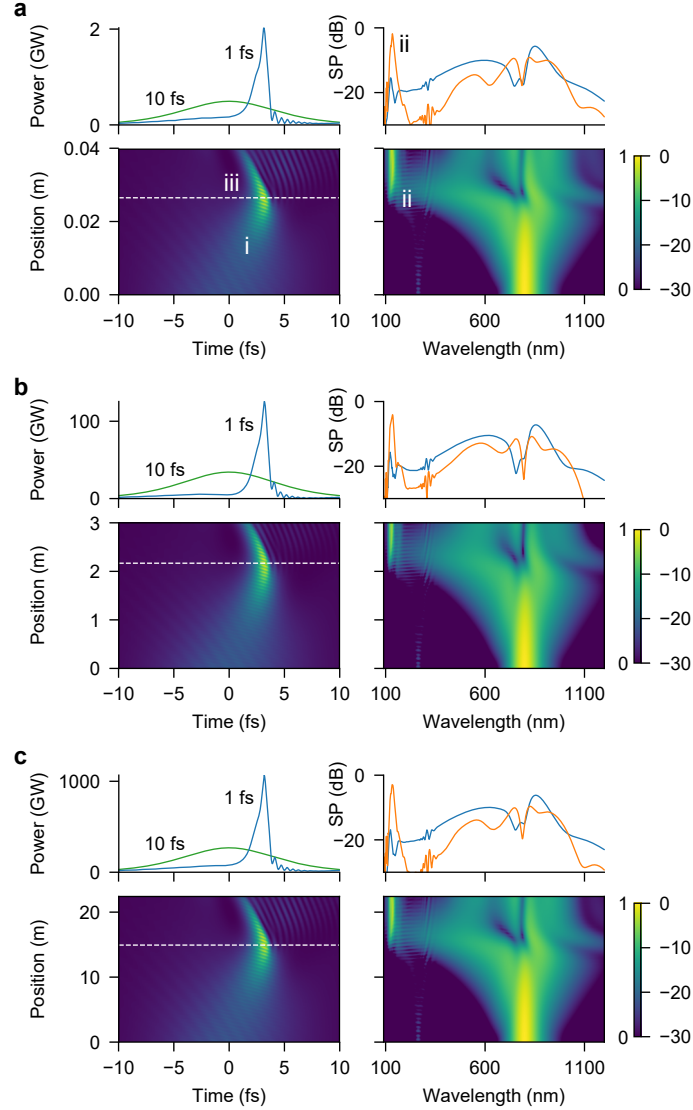 a
Power (GW)
2
0
1 fs
10 fs
SP (dB)
0
−20
ii
Position (m)
0.04
0.02
0.00
iii
i
−10 −5 0 5 10
Time (fs)
ii
100 600 1100
Wavelength (nm)
1 0
−10
−20
0 −30
b
Power (GW)
100
0
1 fs
10 fs
SP (dB)
0
−20
Position (m)
3
2
1
0
−10 −5 0 5 10
Time (fs)
100 600 1100
Wavelength (nm)
1 0
−10
−20
0 −30
c
Power (GW)
1000
0
1 fs
10 fs
SP (dB)
0
−20
Position (m)
20
10
0
−10 −5 0 5 10
Time (fs)
100 600 1100
Wavelength (nm)
1 0
−10
−20
0 −30